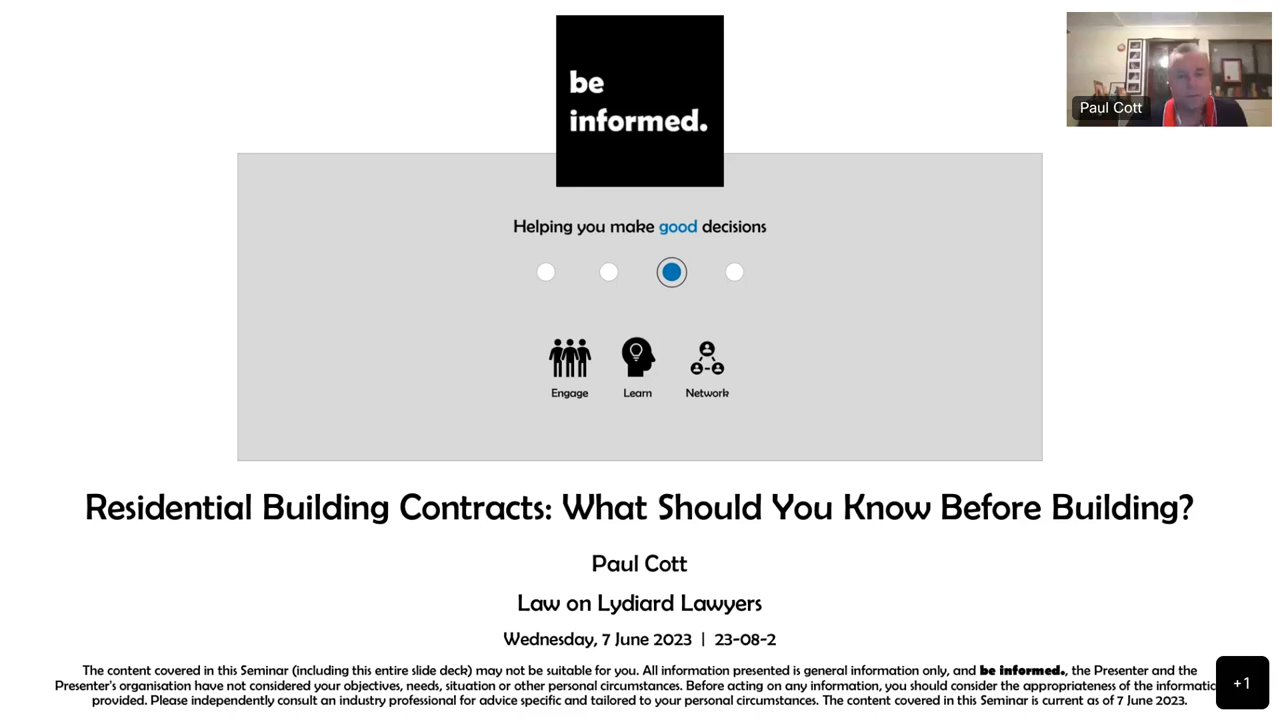 be
informed.
Paul Cott
Helping you make good decisions
Engage
Learn
Network
Residential Building Contracts: What Should You Know Before Building?
Paul Cott
Law on Lydiard Lawyers
Wednesday, 7 June 2023 | 23-08-2
The content covered in this Seminar (including this entire slide deck) may not be suitable for you. All information presented is general information only, and be informed., the Presenter and the
Presenter's organisation have not considered your objectives, needs, situation or other personal circumstances. Before acting on any information, you should consider the appropriateness of the informatio
provided. Please independently consult an industry professional for advice specific and tailored to your personal circumstances. The content covered in this Seminar is current as of 7 June 2023.
+1